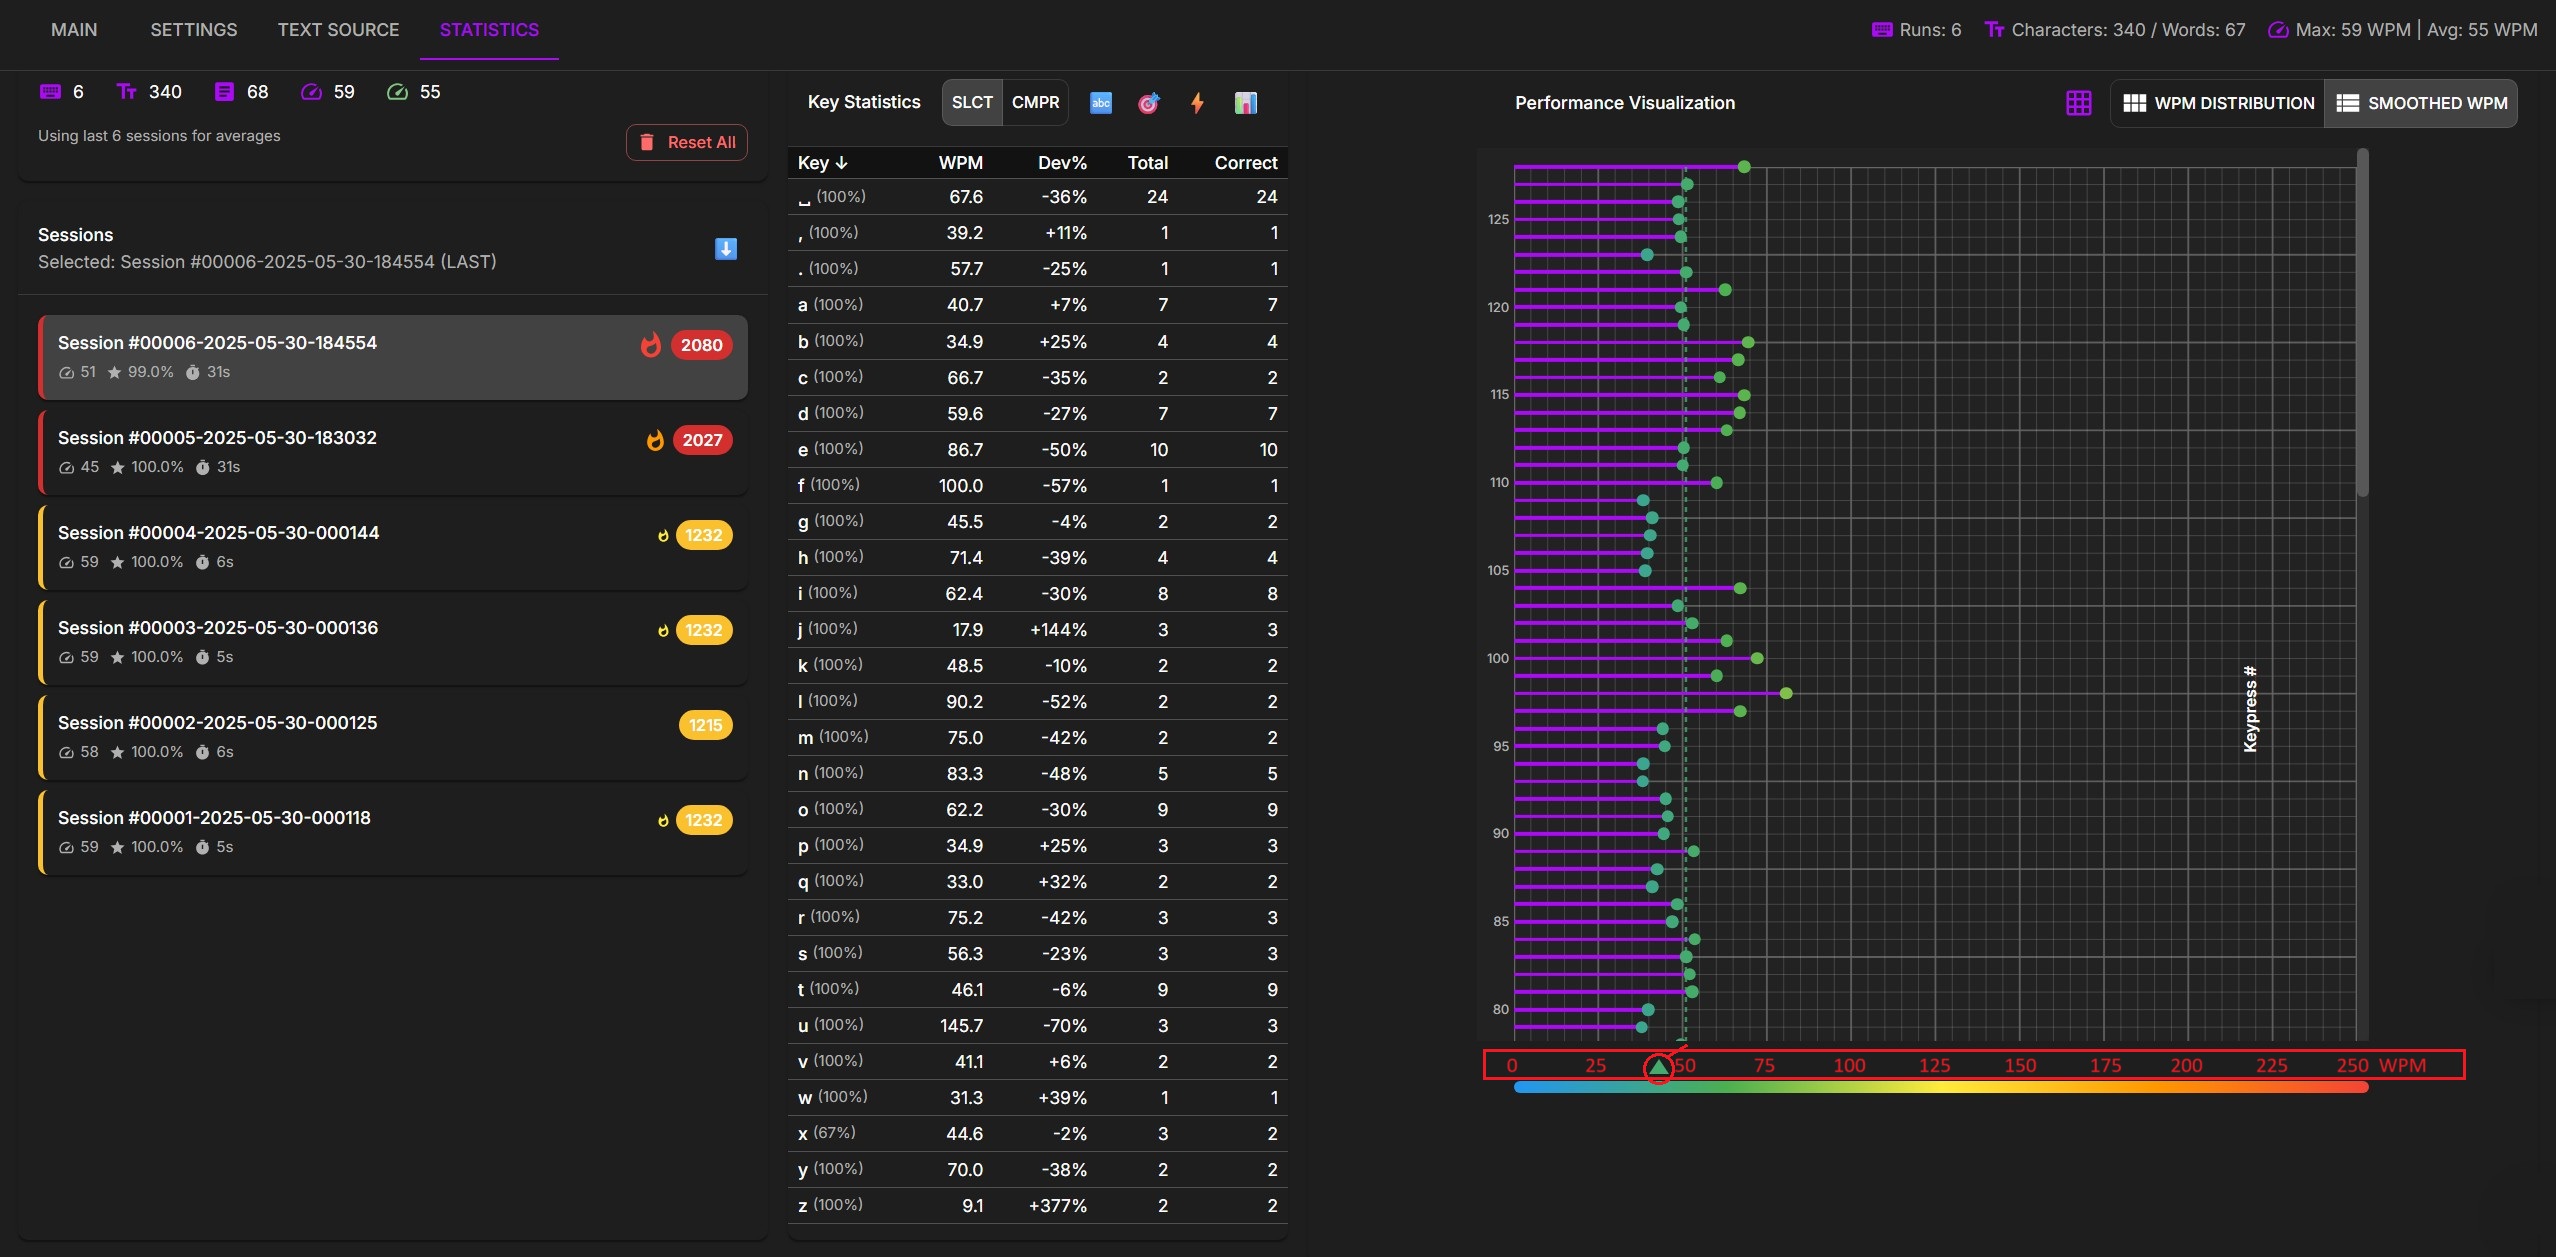 MAIN SETTINGS TEXT SOURCE STATISTICS Runs: 6 Characters: 340 / Words: 67 Max: 59 WPM | Avg: 55 WPM
6 340 68 59 55
Using last 6 sessions for averages
Reset All
Sessions
Selected: Session #00006-2025-05-30-184554 (LAST)
Session #00006-2025-05-30-184554 2080
51 99.0% 31s
Session #00005-2025-05-30-183032 2027
45 100.0% 31s
Session #00004-2025-05-30-000144 1232
59 100.0% 6s
Session #00003-2025-05-30-000136 1232
59 100.0% 5s
Session #00002-2025-05-30-000125 1215
58 100.0% 6s
Session #00001-2025-05-30-000118 1232
59 100.0% 5s
Key Statistics SLCT CMPR abc
Key ↓ WPM Dev% Total Correct
␣ (100%) 67.6 -36% 24 24
, (100%) 39.2 +11% 1 1
. (100%) 57.7 -25% 1 1
a (100%) 40.7 +7% 7 7
b (100%) 34.9 +25% 4 4
c (100%) 66.7 -35% 2 2
d (100%) 59.6 -27% 7 7
e (100%) 86.7 -50% 10 10
f (100%) 100.0 -57% 1 1
g (100%) 45.5 -4% 2 2
h (100%) 71.4 -39% 4 4
i (100%) 62.4 -30% 8 8
j (100%) 17.9 +144% 3 3
k (100%) 48.5 -10% 2 2
l (100%) 90.2 -52% 2 2
m (100%) 75.0 -42% 2 2
n (100%) 83.3 -48% 5 5
o (100%) 62.2 -30% 9 9
p (100%) 34.9 +25% 3 3
q (100%) 33.0 +32% 2 2
r (100%) 75.2 -42% 3 3
s (100%) 56.3 -23% 3 3
t (100%) 46.1 -6% 9 9
u (100%) 145.7 -70% 3 3
v (100%) 41.1 +6% 2 2
w (100%) 31.3 +39% 1 1
x (67%) 44.6 -2% 3 2
y (100%) 70.0 -38% 2 2
z (100%) 9.1 +377% 2 2
Performance Visualization WPM DISTRIBUTION SMOOTHED WPM
125
120
115
110
105
100
95
90
85
80
Keypress #
0 25 50 75 100 125 150 175 200 225 250 WPM